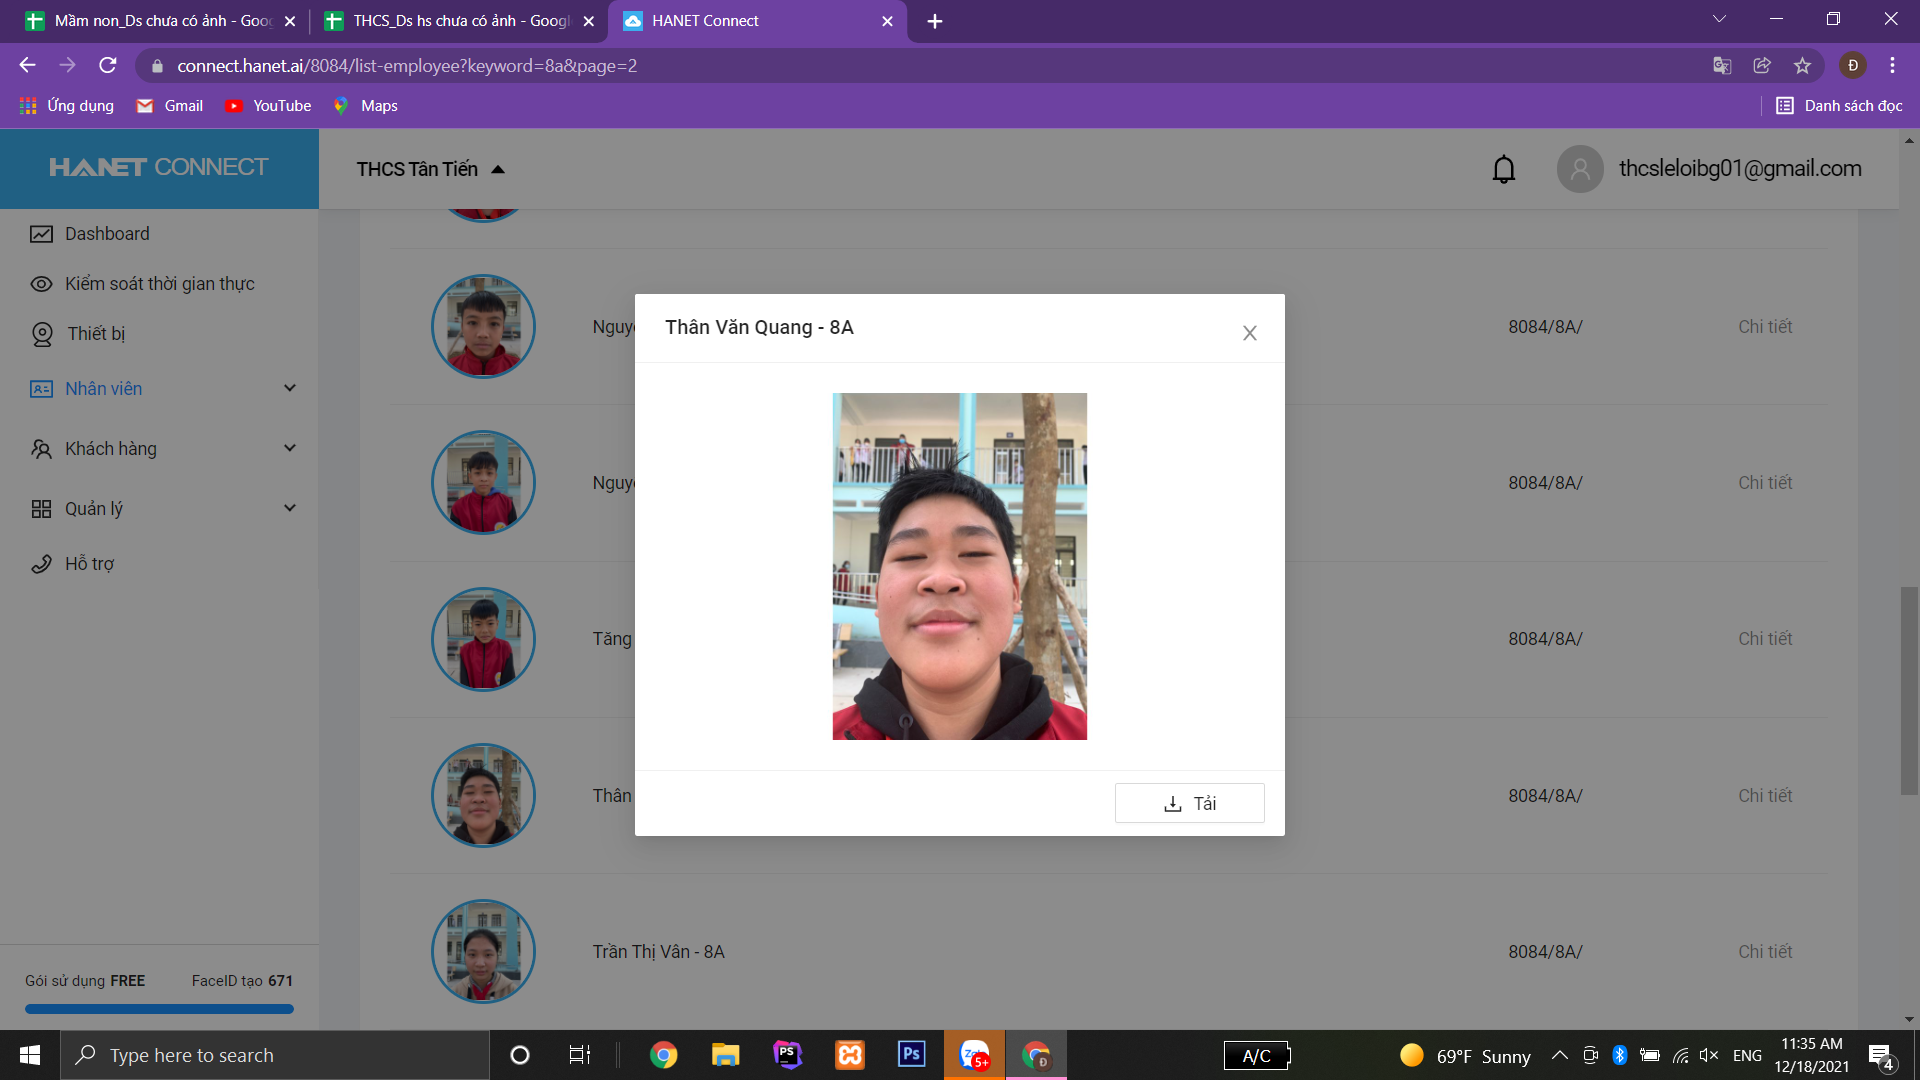 Mầm non_Ds chưa có ảnh - Goog
THCS_Ds hs chưa có ảnh - Googl
HANET Connect
connect.hanet.ai/8084/list-employee?keyword=8a&page=2
Đ
Ứng dụng
Gmail
YouTube
Maps
Danh sách đọc
HANET CONNECT
THCS Tân Tiến
thcsleloibg01@gmail.com
Dashboard
Kiểm soát thời gian thực
Thiết bị
Nhân viên
Khách hàng
Quản lý
Hỗ trợ
Gói sử dụng FREE
FaceID tạo 671
Thân Văn Quang - 8A
Tải
Nguy
8084/8A/
Chi tiết
Nguy
8084/8A/
Chi tiết
Tăng
8084/8A/
Chi tiết
Thân
8084/8A/
Chi tiết
Trần Thị Vân - 8A
8084/8A/
Chi tiết
Type here to search
PS
Ps
5+
Đ
A/C
69°F Sunny
ENG
11:35 AM
12/18/2021
4